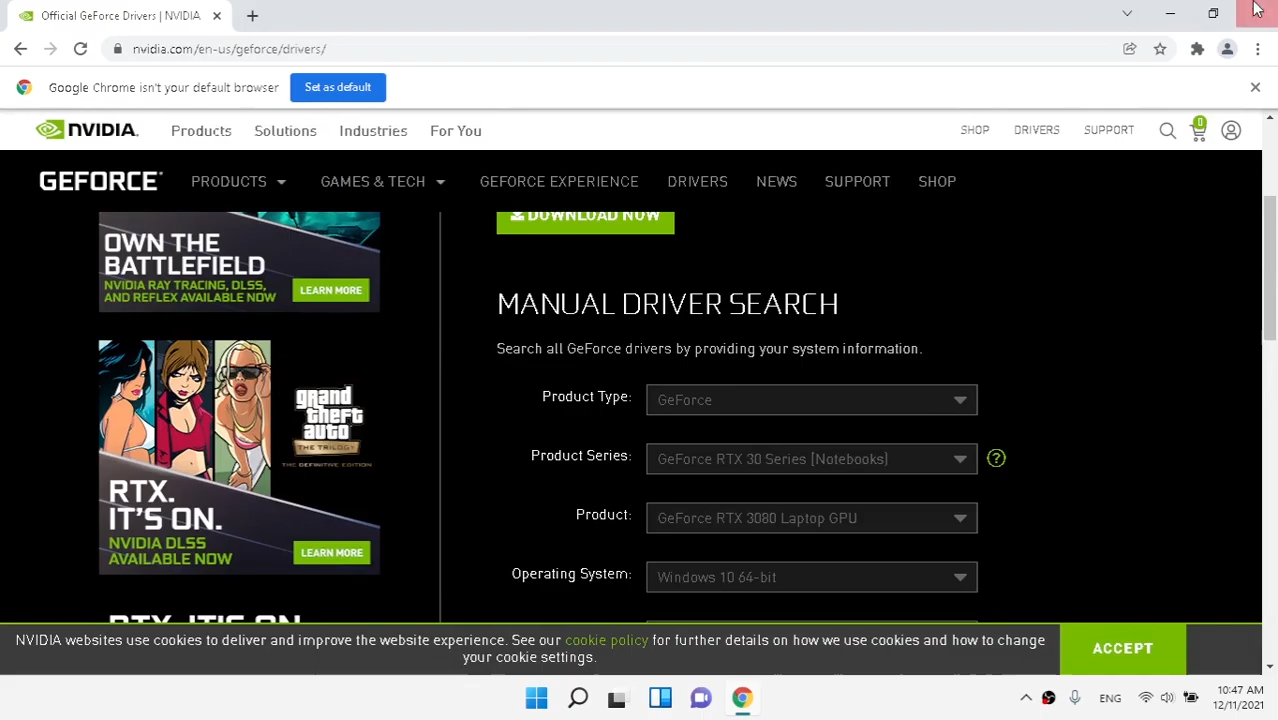 Official GeForce Drivers | NVIDIA
nvidia.com/en-us/geforce/drivers/
Google Chrome isn't your default browser Set as default
NVIDIA. Products Solutions Industries For You SHOP DRIVERS SUPPORT 0
GEFORCE PRODUCTS GAMES & TECH GEFORCE EXPERIENCE DRIVERS NEWS SUPPORT SHOP
DOWNLOAD NOW
OWN THE
BATTLEFIELD
NVIDIA RAY TRACING, DLSS,
AND REFLEX AVAILABLE NOW
LEARN MORE
MANUAL DRIVER SEARCH
Search all GeForce drivers by providing your system information.
grand
theft
auto
THE TRILOGY
THE DEFINITIVE EDITION
RTX.
IT'S ON.
NVIDIA DLSS
AVAILABLE NOW
LEARN MORE
RTX. IT'S ON
Product Type: GeForce
Product Series: GeForce RTX 30 Series (Notebooks) ?
Product: GeForce RTX 3080 Laptop GPU
Operating System: Windows 10 64-bit
NVIDIA websites use cookies to deliver and improve the website experience. See our cookie policy for further details on how we use cookies and how to change
your cookie settings.
ACCEPT
ENG
10:47 AM
12/11/2021